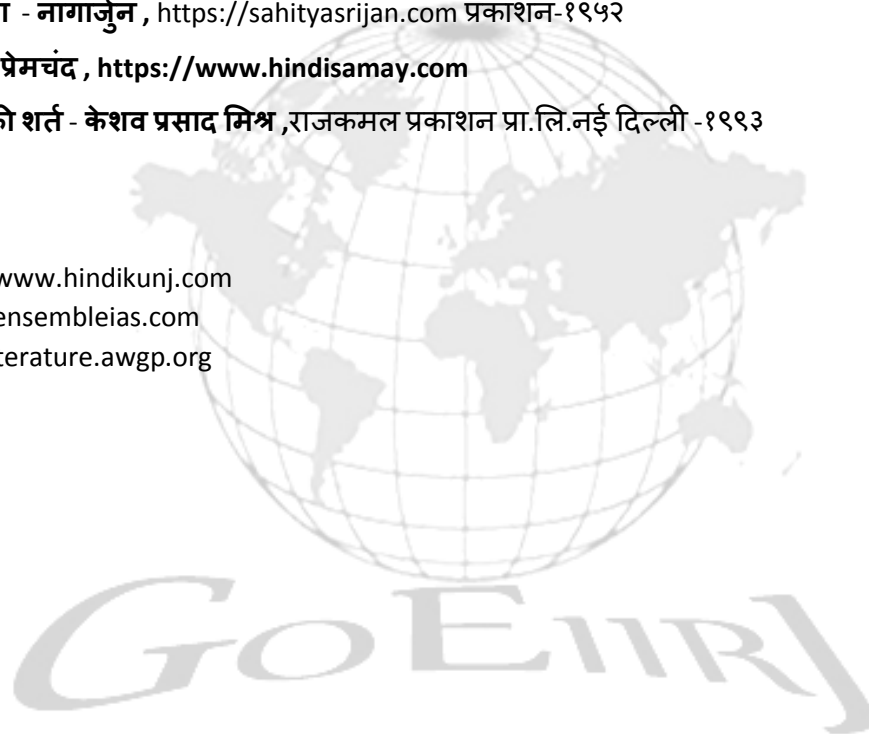 - नागार्जुन , https://sahityasrijan.com प्रकाशन-१९५२
प्रेमचंद , https://www.hindisamay.com
की शर्त - केशव प्रसाद मिश्र ,राजकमल प्रकाशन प्रा.लि.नई दिल्ली -१९९३
www.hindikunj.com
ensembleias.com
terature.awgp.org
GOEIIRJ